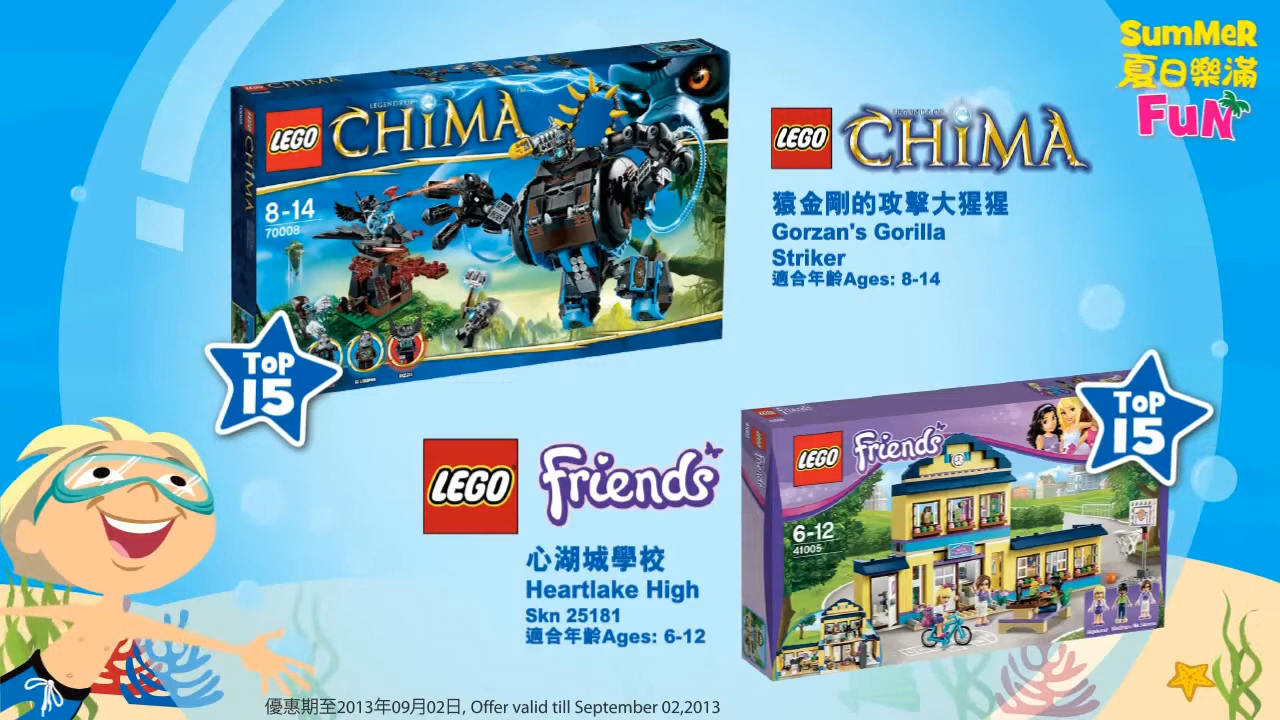 SumMeR
夏日樂滿
FuN
LEGO
LEGENDS OF
CHiMA
8-14
70008
TOP
15
LEGO
LEGENDS OF
CHiMA
猿金剛的攻擊大猩猩
Gorzan's Gorilla
Striker
適合年齡Ages: 8-14
LEGO
friends
心湖城學校
Heartlake High
Skn 25181
適合年齡Ages: 6-12
LEGO
friends
6-12
41005
TOP
15
優惠期至2013年09月02日, Offer valid till September 02,2013